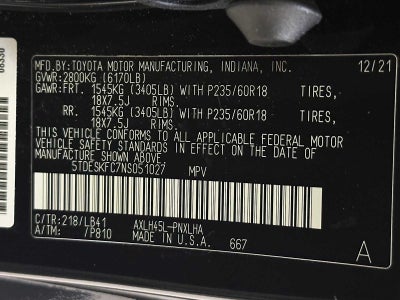 MFD.BY:TOYOTA MOTOR MANUFACTURING, INDIANA, INC. 12/21
GVWR:2800KG (6170LB)
GAWR:FRT. 1545KG (3405LB) WITH P235/60R18 TIRES,
18X7.5J RIMS.
RR. 1545KG (3405LB) WITH P235/60R18 TIRES,
18X7.5J RIMS.
THIS VEHICLE CONFORMS TO ALL APPLICABLE FEDERAL MOTOR
VEHICLE SAFETY STANDARDS IN EFFECT ON THE DATE OF
MANUFACTURE SHOWN ABOVE.
5TDESKFC7NS051027 MPV
C/TR:218/LB41 AXLH45L-PNXLHA
A/TM: /P810 MADE IN U.S.A. 667 A